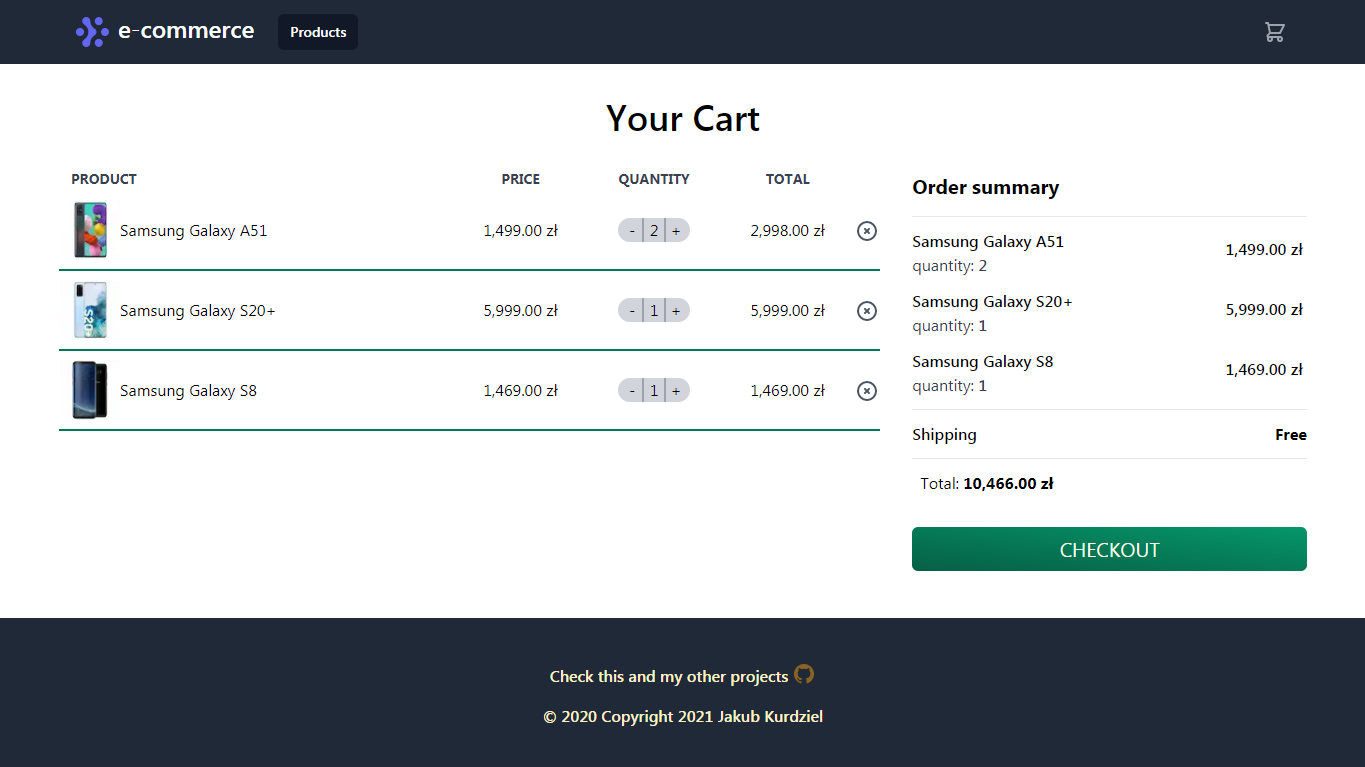 e-commerce Products
Your Cart
PRODUCT PRICE QUANTITY TOTAL
Samsung Galaxy A51 1,499.00 zł - 2 + 2,998.00 zł
Samsung Galaxy S20+ 5,999.00 zł - 1 + 5,999.00 zł
Samsung Galaxy S8 1,469.00 zł - 1 + 1,469.00 zł
Order summary
Samsung Galaxy A51 1,499.00 zł
quantity: 2
Samsung Galaxy S20+ 5,999.00 zł
quantity: 1
Samsung Galaxy S8 1,469.00 zł
quantity: 1
Shipping Free
Total: 10,466.00 zł
CHECKOUT
Check this and my other projects
© 2020 Copyright 2021 Jakub Kurdziel